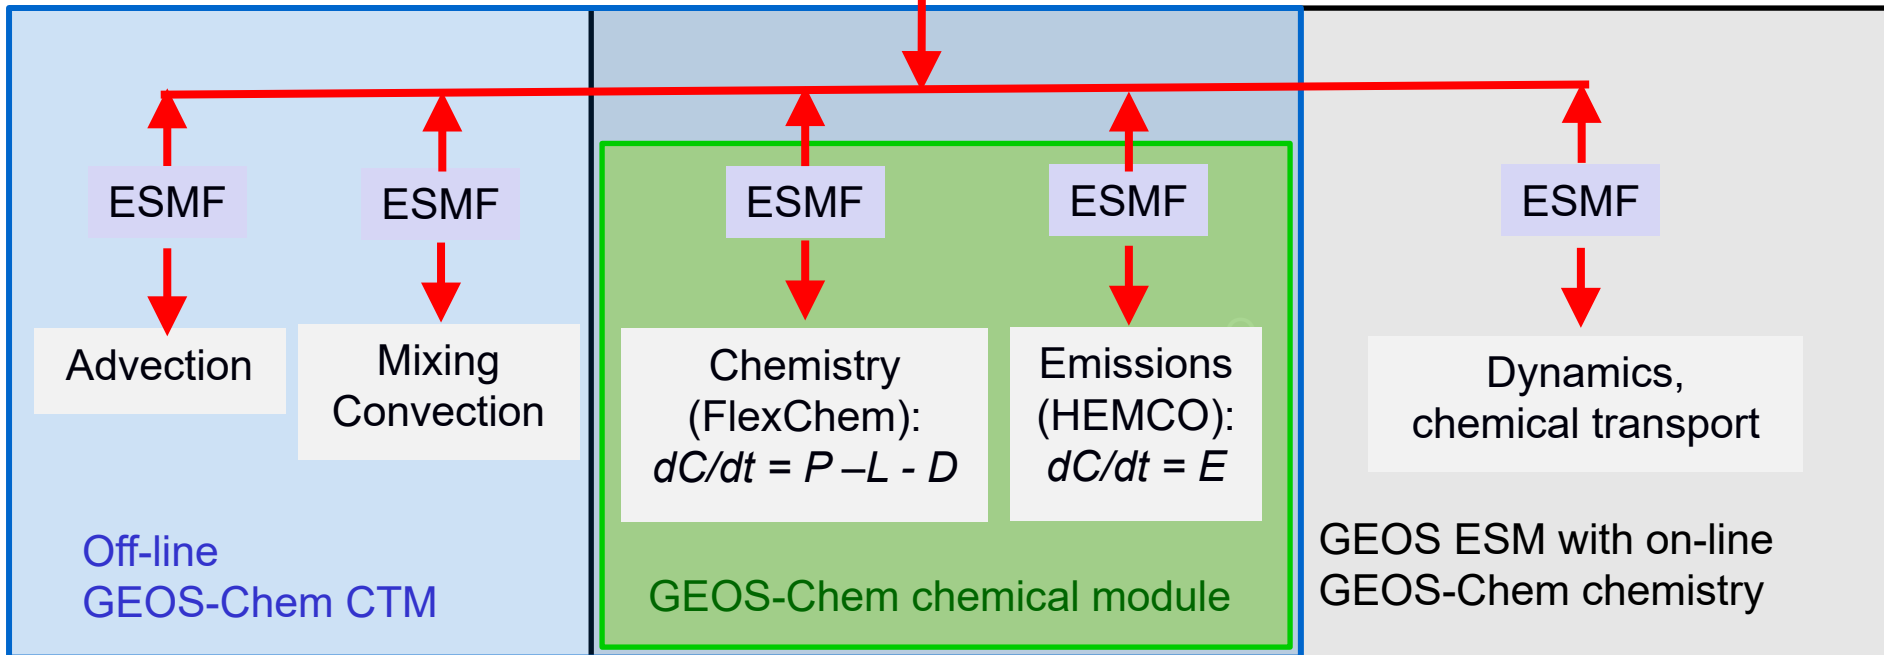 ESMF
ESMF
ESMF
ESMF
ESMF
Advection
Mixing
Convection
Chemistry
(FlexChem):
dC/dt = P –L - D
Emissions
(HEMCO):
dC/dt = E
Dynamics,
chemical transport
Off-line
GEOS-Chem CTM
GEOS-Chem chemical module
GEOS ESM with on-line
GEOS-Chem chemistry